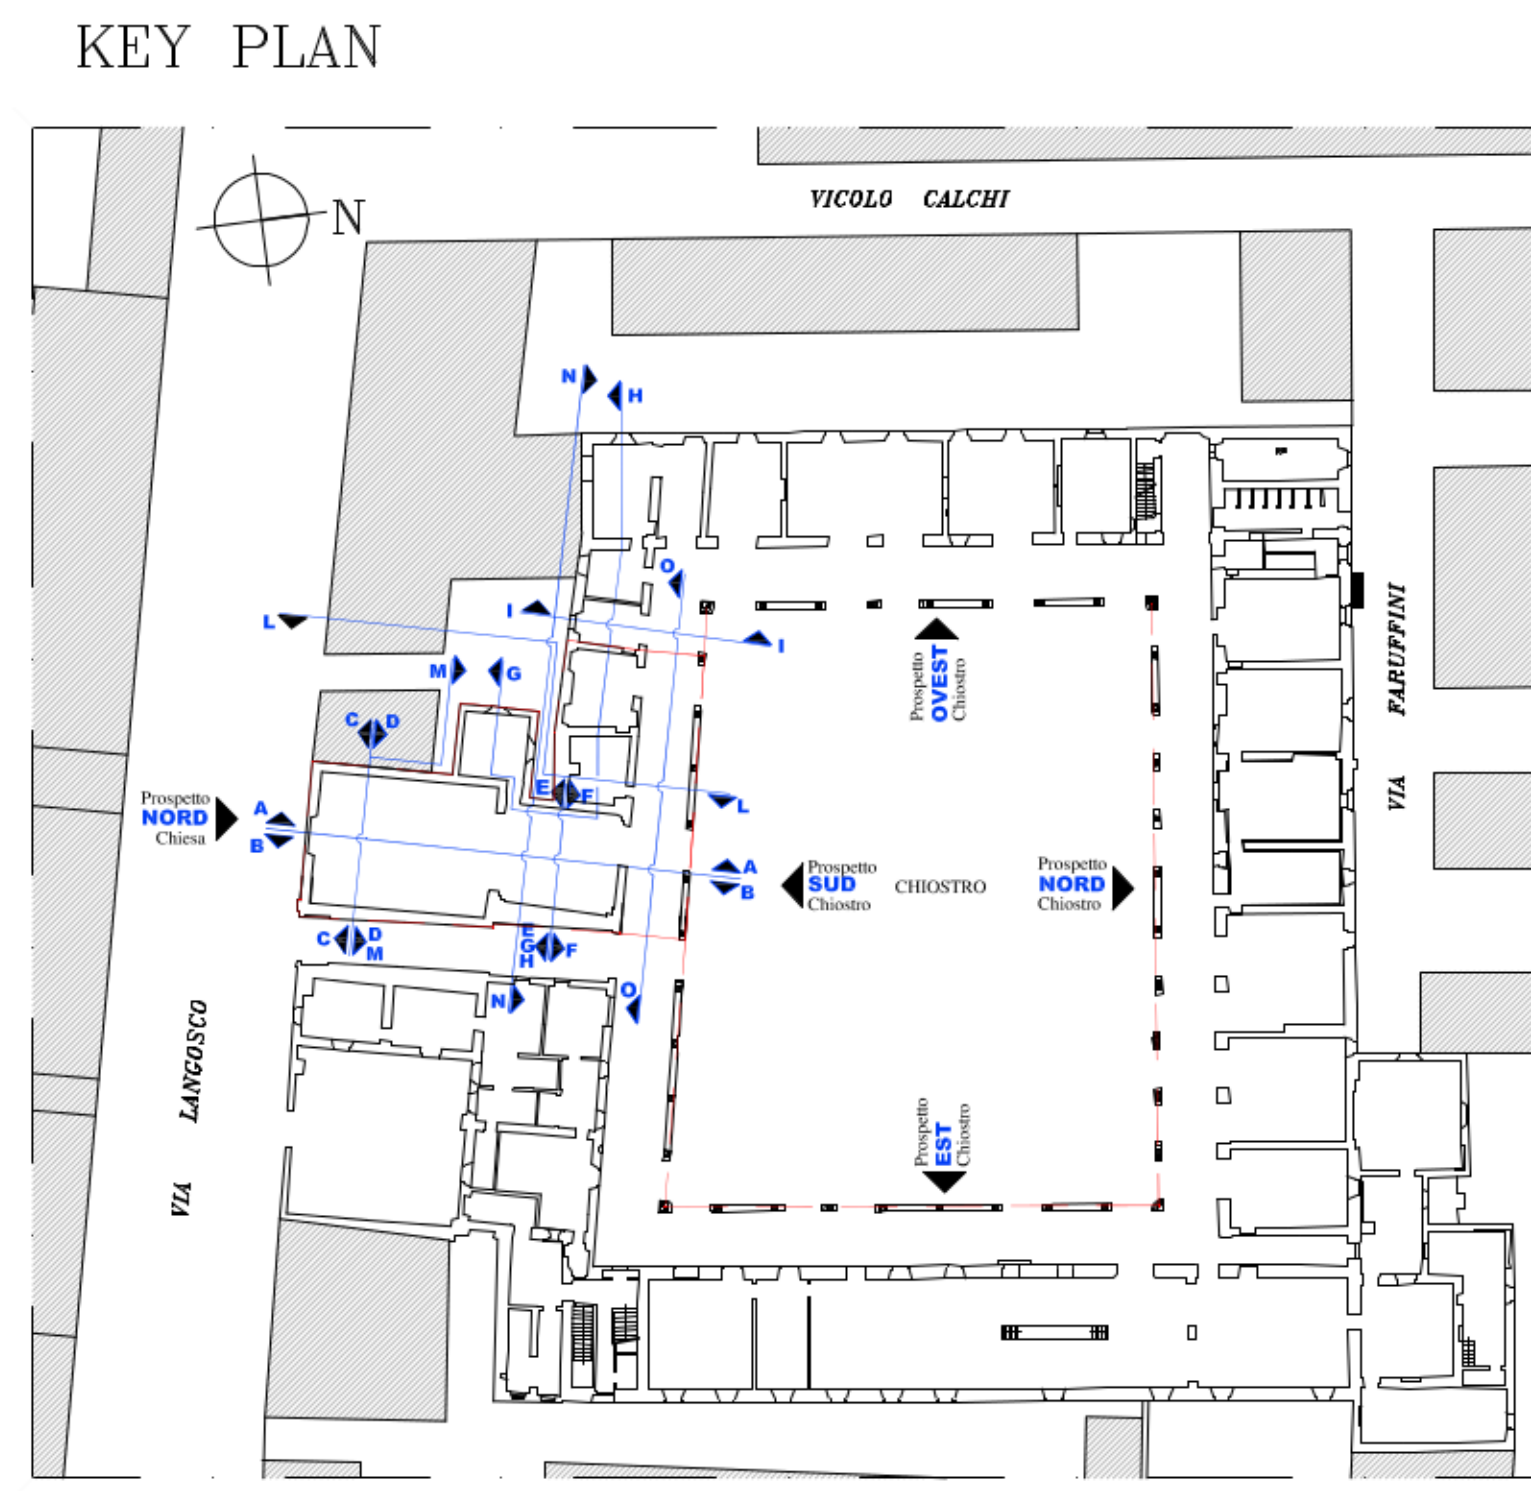 KEY PLAN
VICOLO CALCHI
N
N
H
O
I
L
I
M
G
C D
E F
L
Prospetto
NORD
Chiesa
A
B
A
B
Prospetto
OVEST
Chiostro
Prospetto
SUD
Chiostro
CHIOSTRO
Prospetto
NORD
Chiostro
C D
M
E
G F
H
N
O
Prospetto
EST
Chiostro
VIA LANGOSCO
VIA FARUFFINI